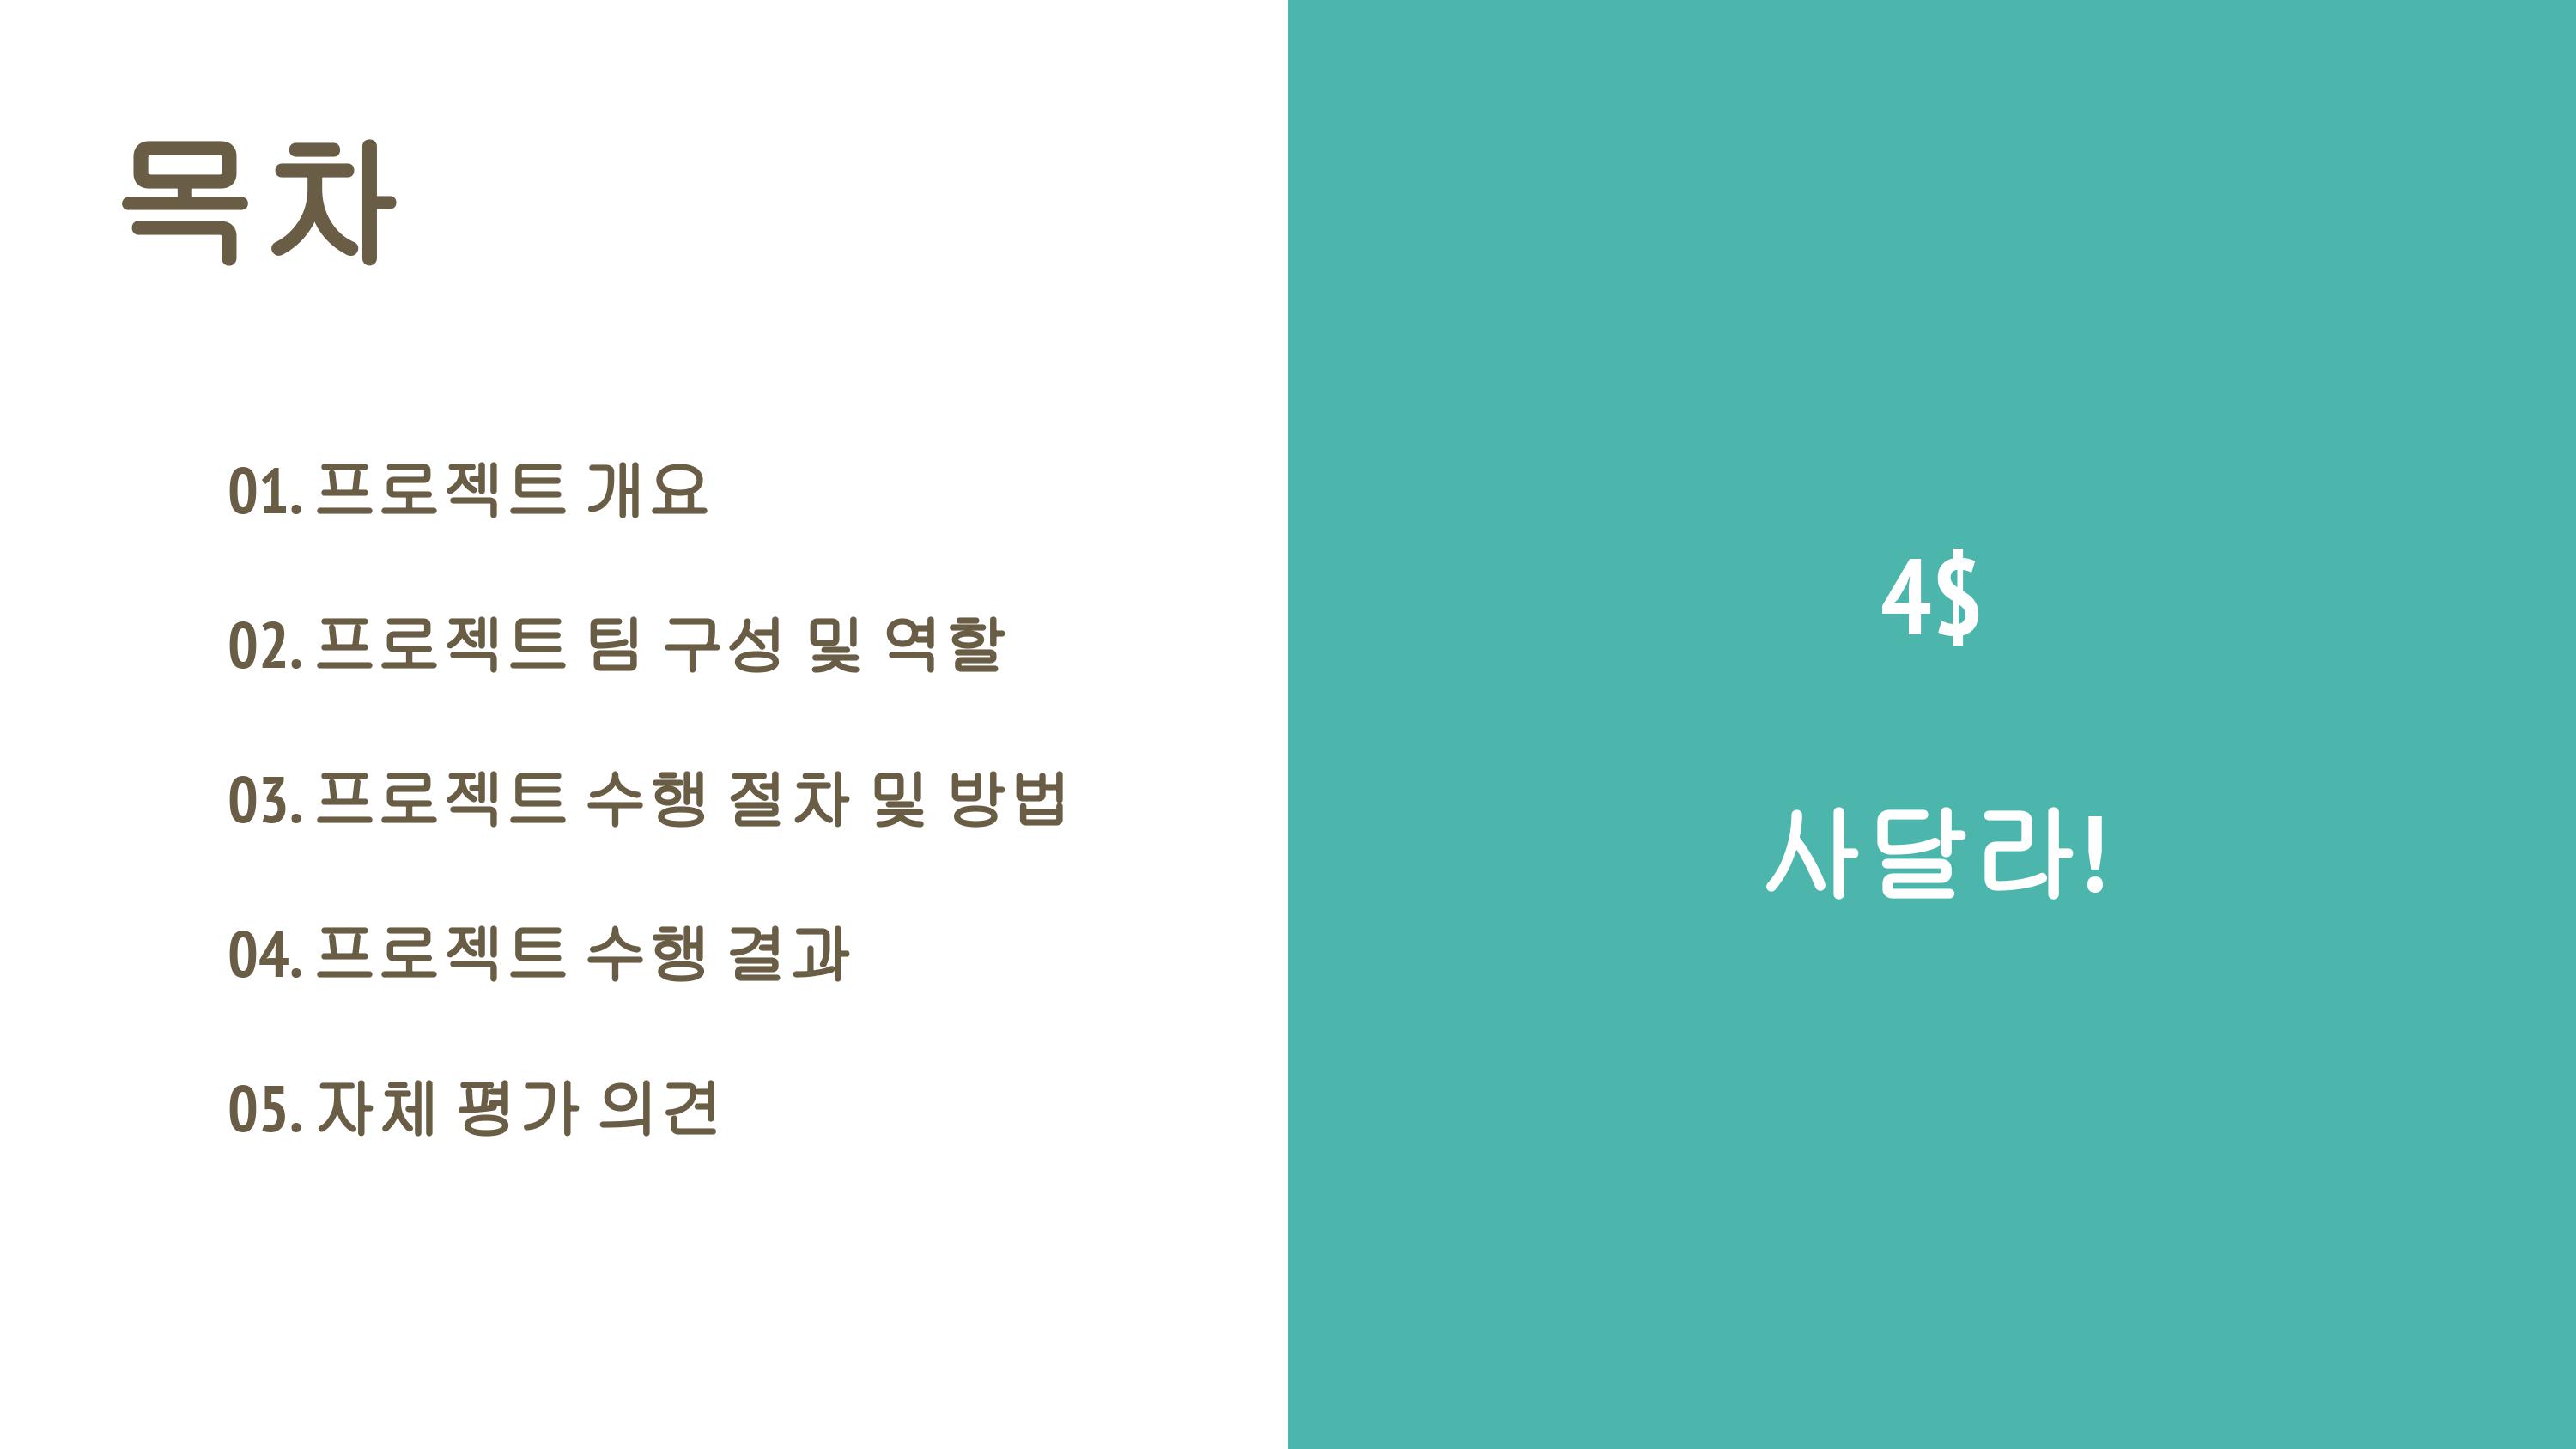 목차
01. 프로젝트 개요
02. 프로젝트 팀 구성 및 역할
03. 프로젝트 수행 절차 및 방법
04. 프로젝트 수행 결과
05. 자체 평가 의견
4$
사달라!